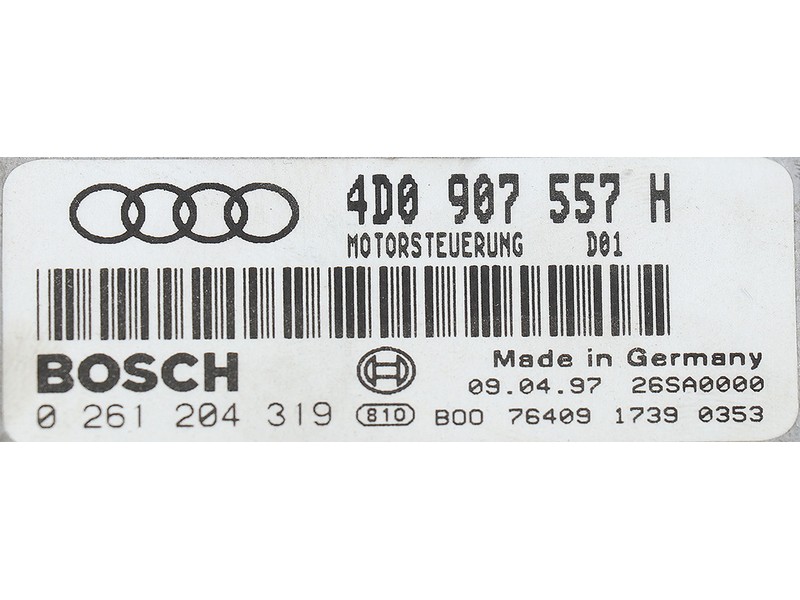 4D0 907 557 H
MOTORSTEUERUNG D01
BOSCH
Made in Germany
09.04.97 26SA0000
0 261 204 319 810 B00 76409 1739 0353